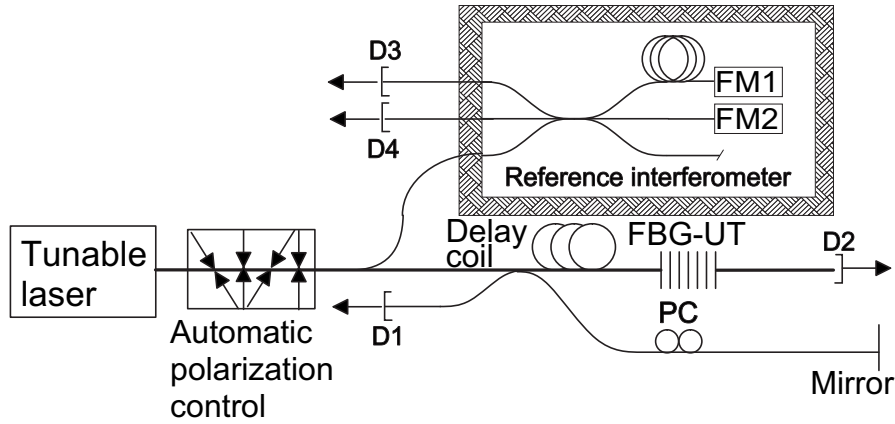 D3
FM1
D4
FM2
Reference interferometer
Tunable
laser
Delay
coil
FBG-UT
D2
D1
PC
Automatic
polarization
control
Mirror